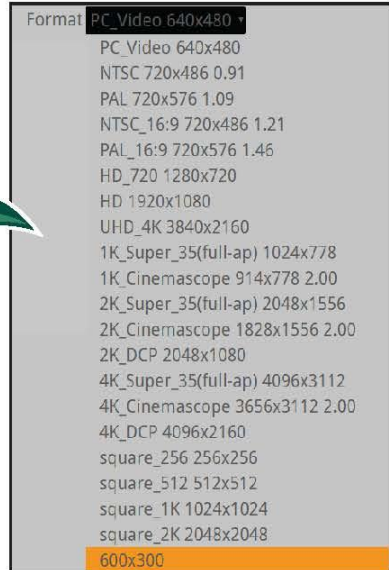 Format PC_Video 640x480
PC_Video 640x480
NTSC 720x486 0.91
PAL 720x576 1.09
NTSC_16:9 720x486 1.21
PAL_16:9 720x576 1.46
HD_720 1280x720
HD 1920x1080
UHD_4K 3840x2160
1K_Super_35(full-ap) 1024x778
1K_Cinemascope 914x778 2.00
2K_Super_35(full-ap) 2048x1556
2K_Cinemascope 1828x1556 2.00
2K_DCP 2048x1080
4K_Super_35(full-ap) 4096x3112
4K_Cinemascope 3656x3112 2.00
4K_DCP 4096x2160
square_256 256x256
square_512 512x512
square_1K 1024x1024
square_2K 2048x2048
600x300